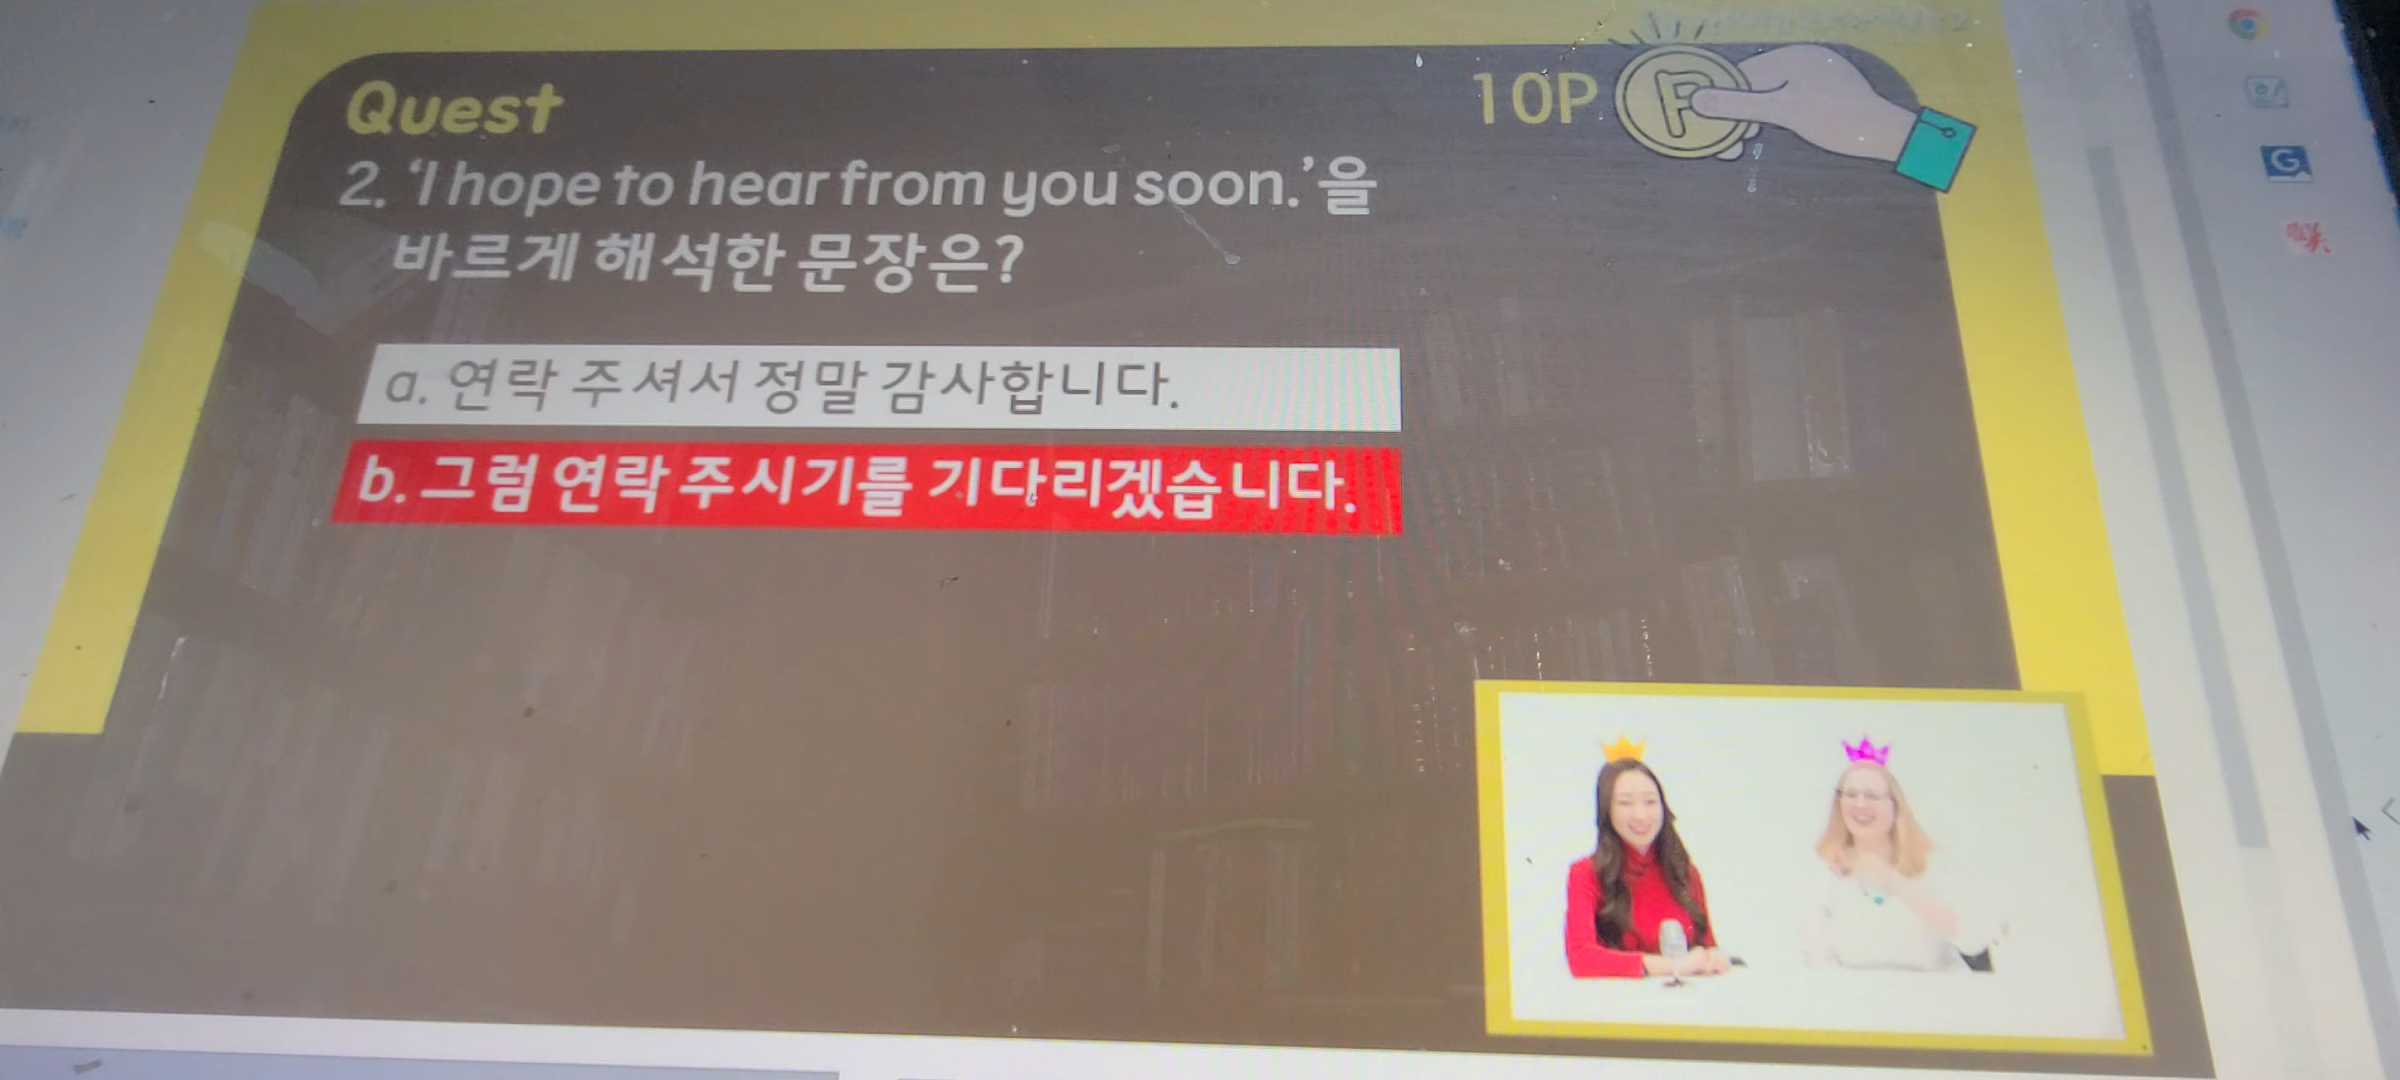 Quest
10P
2. ‘I hope to hear from you soon.’을
바르게 해석한 문장은?
a. 연락 주셔서 정말 감사합니다.
b. 그럼 연락 주시기를 기다리겠습니다.